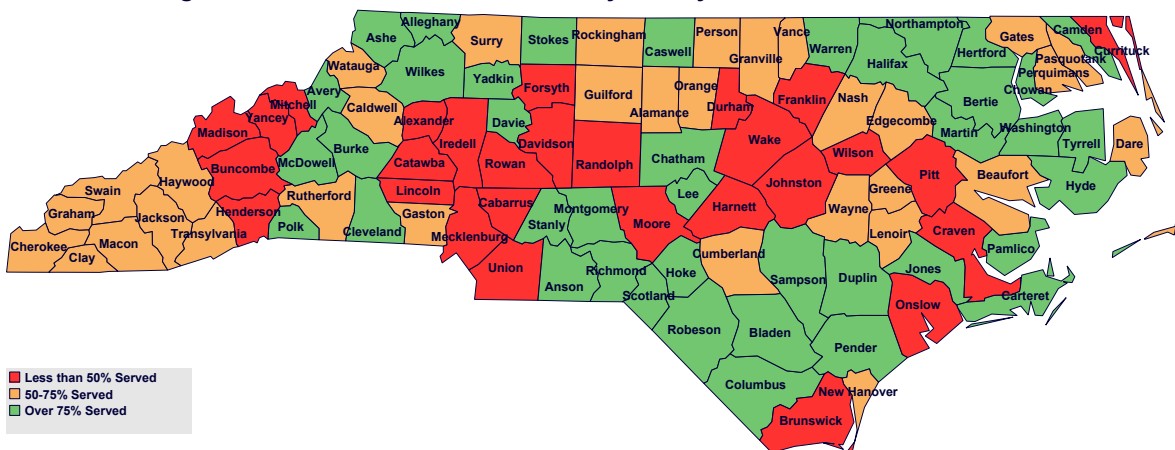 Alleghany
Northampton
Ashe
Surry
Stokes
Rockingham
Caswell
Person
Vance
Granville
Warren
Halifax
Hertford
Gates
Camden
Currituck
Pasquotank
Perquimans
Chowan
Watauga
Wilkes
Yadkin
Forsyth
Guilford
Alamance
Orange
Durham
Franklin
Nash
Edgecombe
Bertie
Martin
Washington
Tyrrell
Dare
Mitchell
Avery
Yancey
Madison
Caldwell
Alexander
Iredell
Davie
Davidson
Randolph
Chatham
Wake
Wilson
Pitt
Beaufort
Hyde
Buncombe
McDowell
Burke
Catawba
Rowan
Swain
Haywood
Rutherford
Lincoln
Cabarrus
Montgomery
Stanly
Lee
Johnston
Greene
Wayne
Lenoir
Craven
Pamlico
Graham
Jackson
Henderson
Transylvania
Polk
Cleveland
Gaston
Mecklenburg
Moore
Harnett
Cherokee
Macon
Clay
Union
Anson
Richmond
Scotland
Hoke
Cumberland
Sampson
Duplin
Jones
Onslow
Carteret
Robeson
Bladen
Pender
Columbus
New Hanover
Brunswick
Less than 50% Served
50-75% Served
Over 75% Served